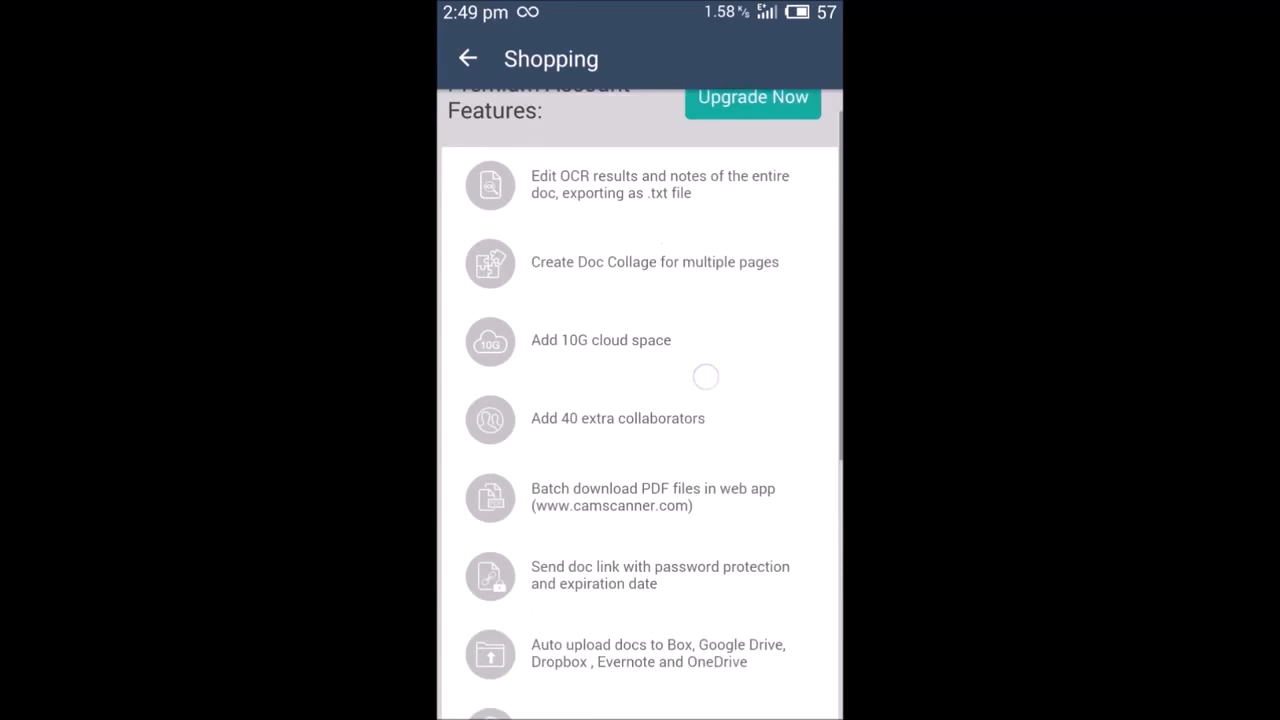 2:49 pm
1.58 K/s E+ 57
Shopping
Premium Account
Features:
Upgrade Now
OCR
Edit OCR results and notes of the entire
doc, exporting as .txt file
Create Doc Collage for multiple pages
10G
Add 10G cloud space
Add 40 extra collaborators
Batch download PDF files in web app
(www.camscanner.com)
Send doc link with password protection
and expiration date
Auto upload docs to Box, Google Drive,
Dropbox , Evernote and OneDrive